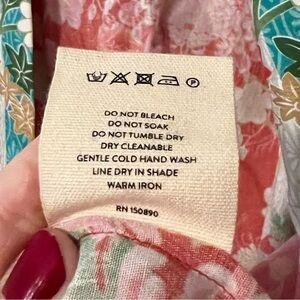 DO NOT BLEACH
DO NOT SOAK
DO NOT TUMBLE DRY
DRY CLEANABLE
GENTLE COLD HAND WASH
LINE DRY IN SHADE
WARM IRON
RN 150890